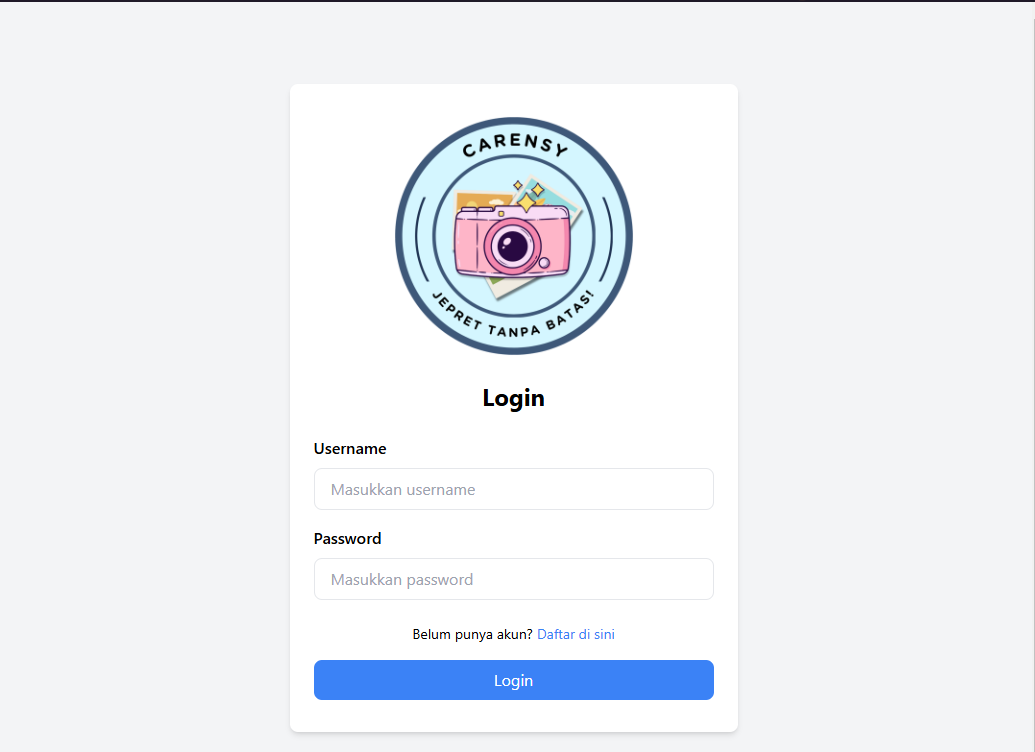 CARENSY
JEPRET TANPA BATAS!
Login
Username
Masukkan username
Password
Masukkan password
Belum punya akun? Daftar di sini
Login